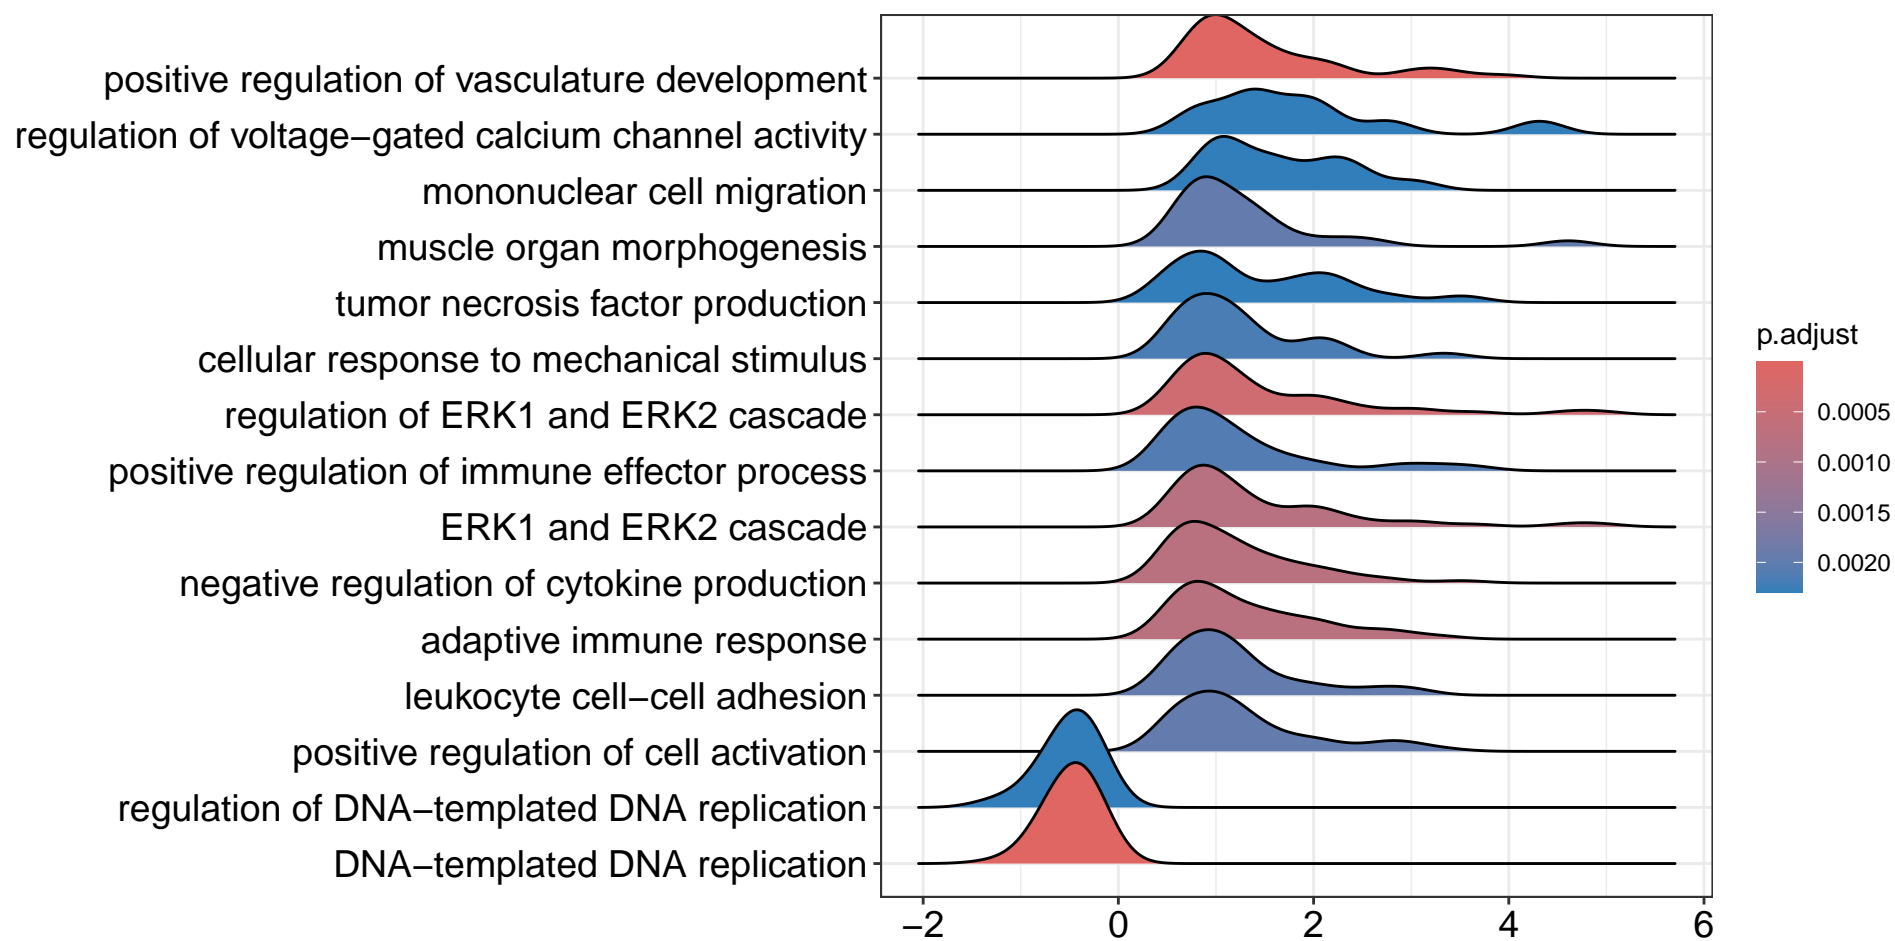 positive regulation of vasculature development
regulation of voltage−gated calcium channel activity
mononuclear cell migration
muscle organ morphogenesis
tumor necrosis factor production
cellular response to mechanical stimulus
regulation of ERK1 and ERK2 cascade
positive regulation of immune effector process
ERK1 and ERK2 cascade
negative regulation of cytokine production
adaptive immune response
leukocyte cell−cell adhesion
positive regulation of cell activation
regulation of DNA−templated DNA replication
DNA−templated DNA replication
−2 0 2 4 6
p.adjust
0.0005
0.0010
0.0015
0.0020